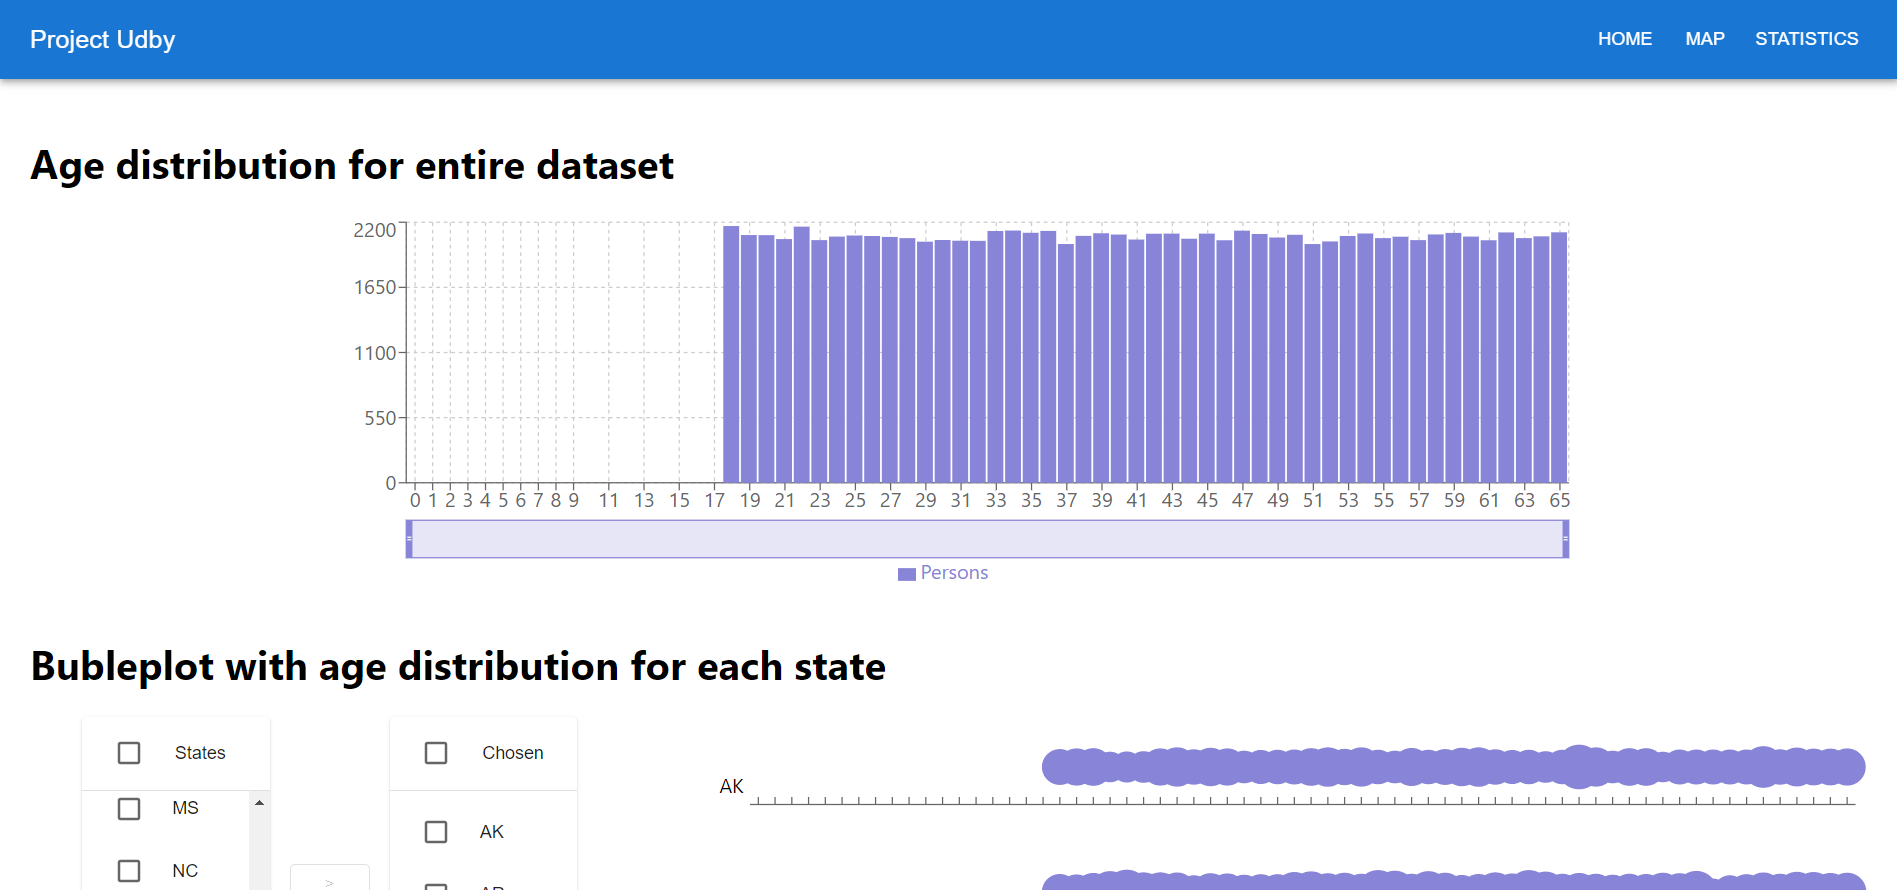 Project Udby
HOME MAP STATISTICS
Age distribution for entire dataset
2200
1650
1100
550
0
0 1 2 3 4 5 6 7 8 9 11 13 15 17 19 21 23 25 27 29 31 33 35 37 39 41 43 45 47 49 51 53 55 57 59 61 63 65
Persons
Bubleplot with age distribution for each state
States
MS
NC
>
Chosen
AK
AK